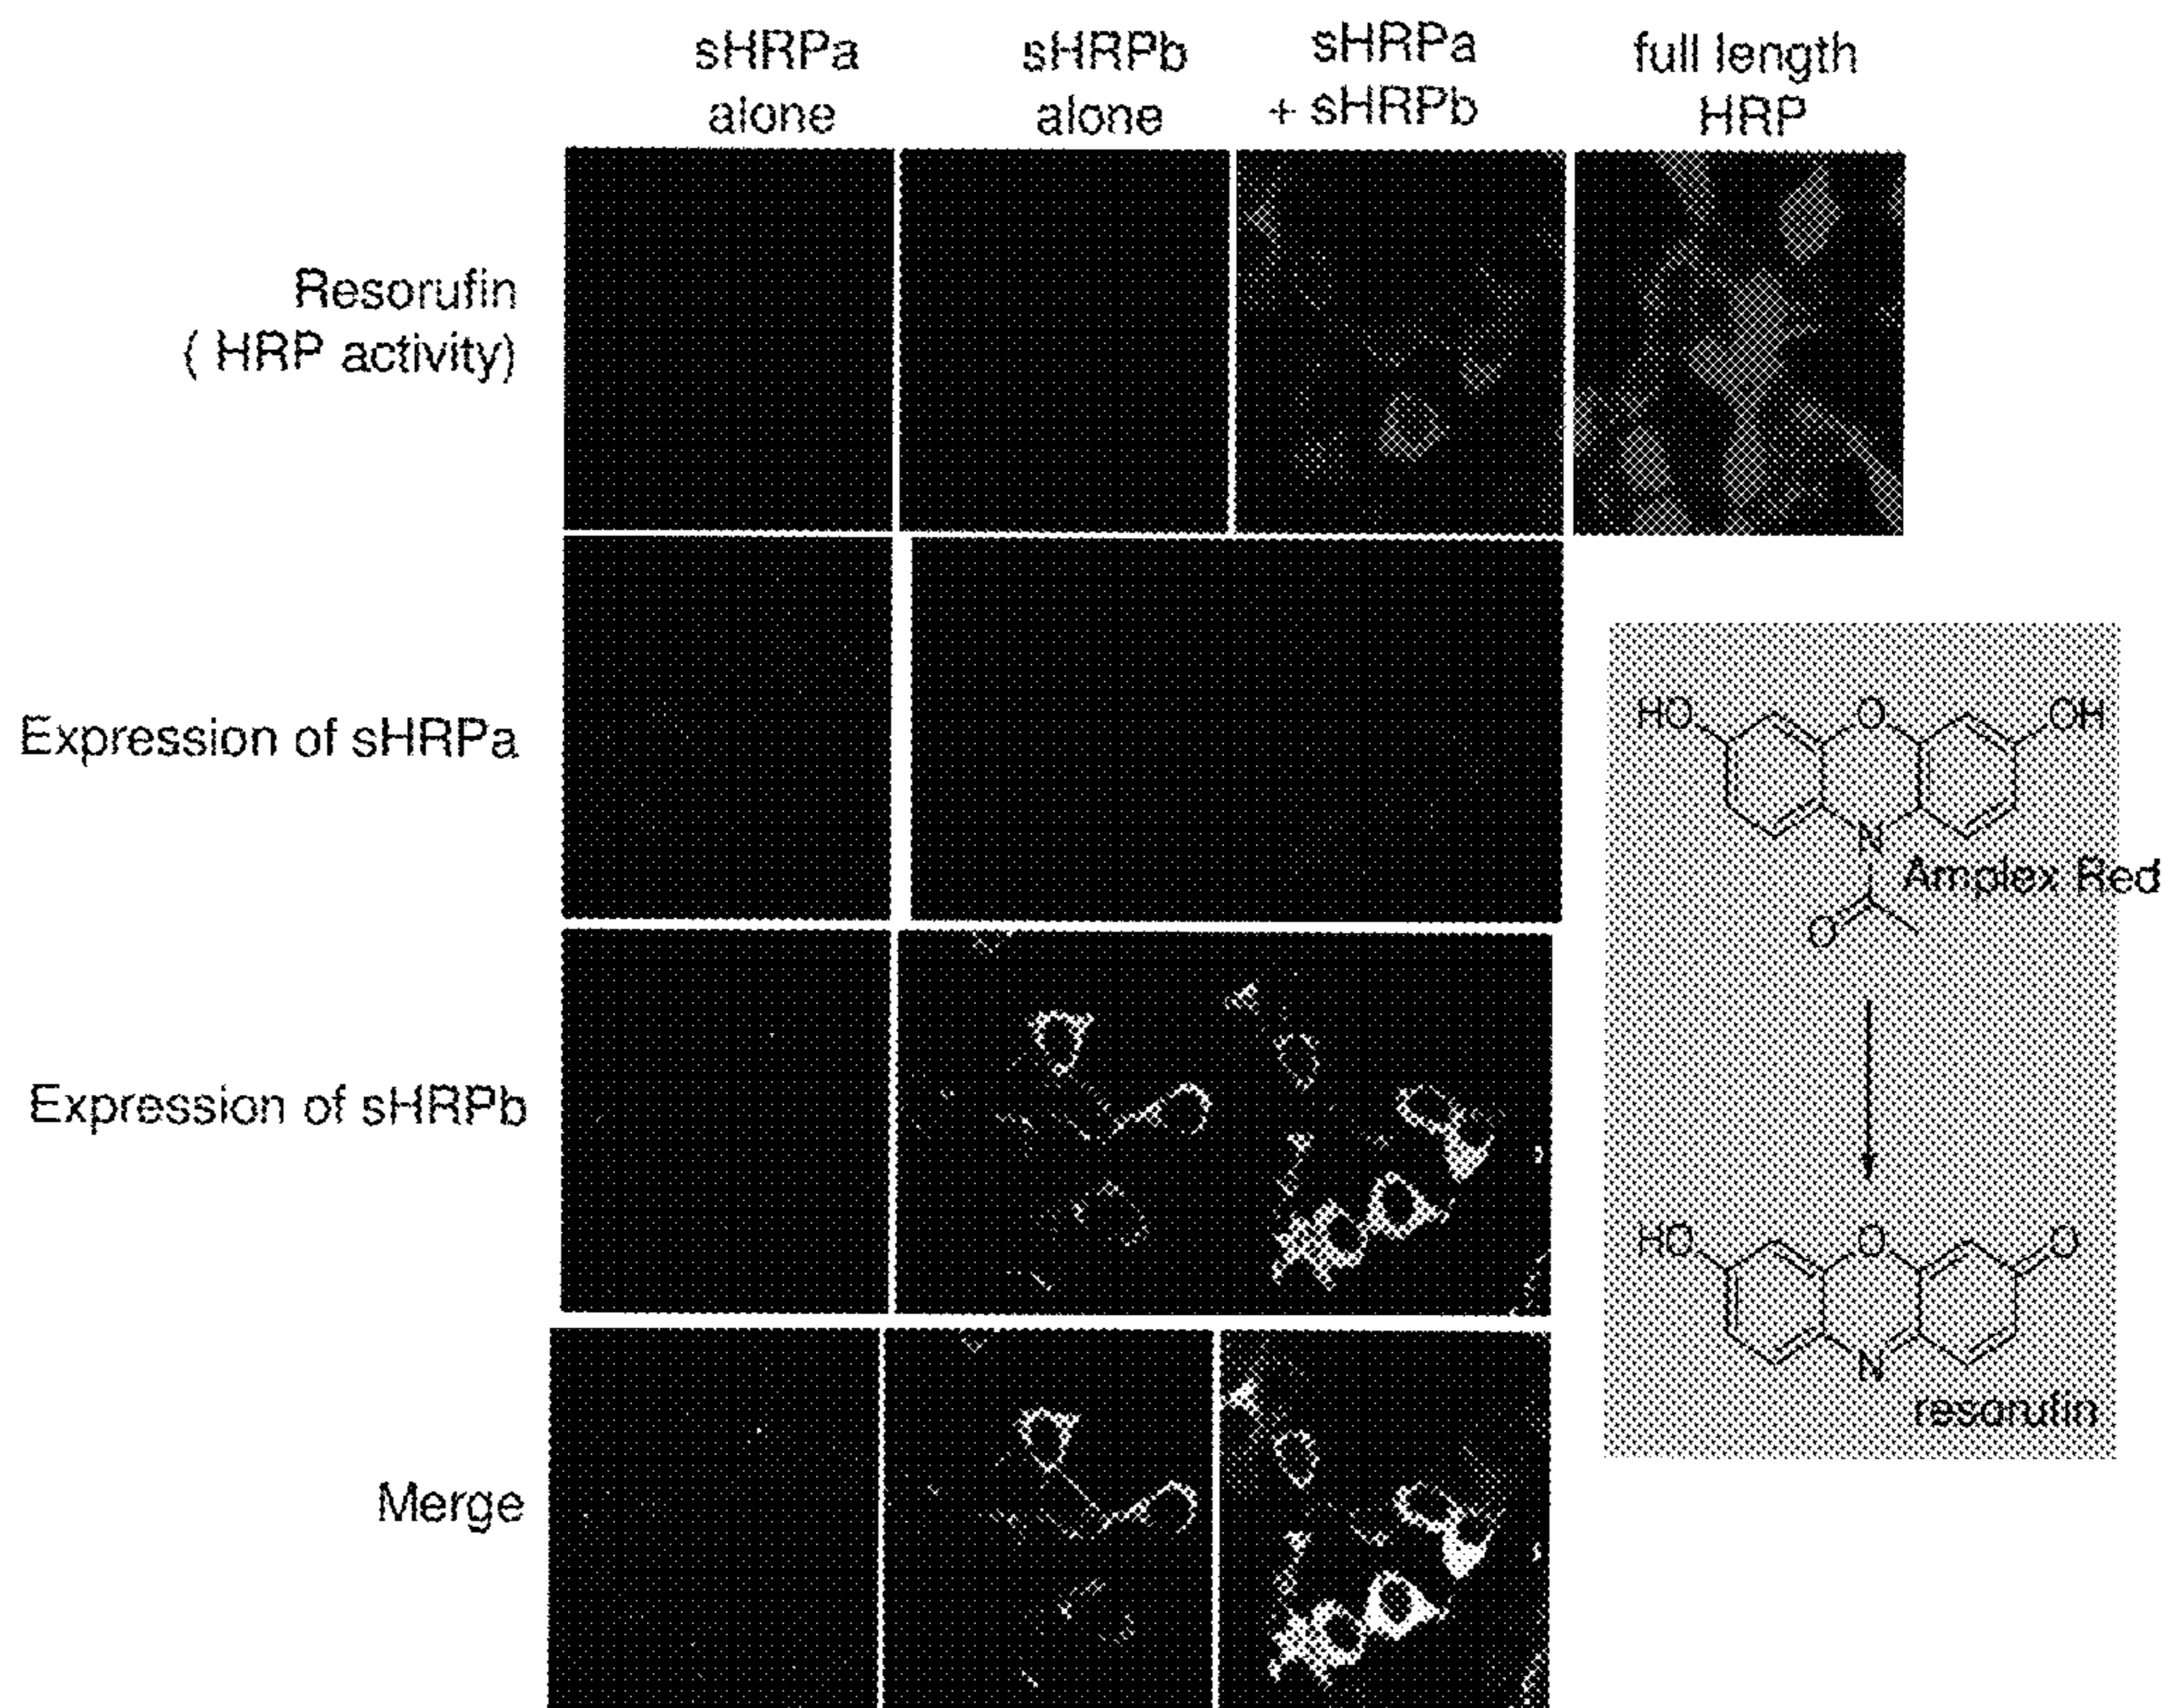 sHRPa
alone
sHRPb
alone
sHRPa
+ sHRPb
full length
HRP
Resorufin
( HRP activity)
Expression of sHRPa
Expression of sHRPb
Merge
HO
O
OH
N
Amplex Red
O
HO
O
O
N
resorufin